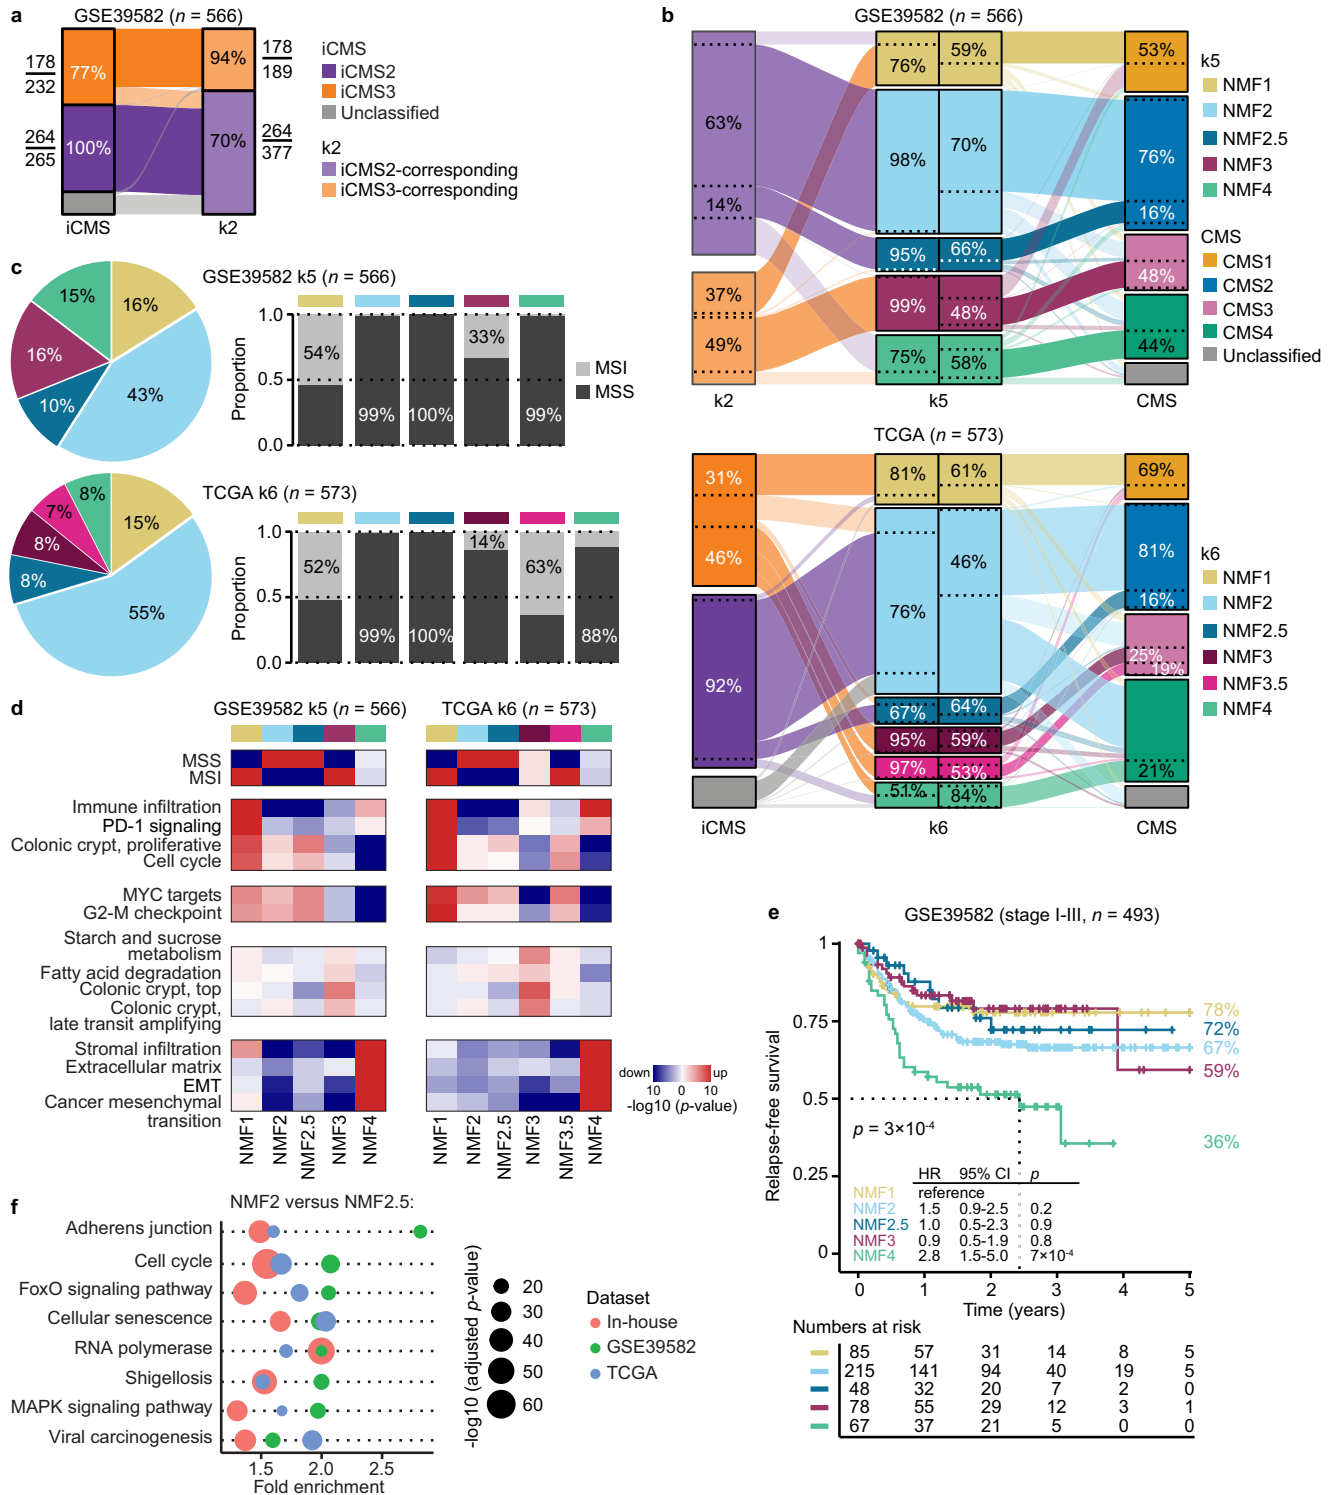 a
GSE39582 (n = 566)
178
232
264
265
77%
100%
94%
70%
178
189
264
377
iCMS
k2
iCMS
iCMS2
iCMS3
Unclassified
k2
iCMS2-corresponding
iCMS3-corresponding
b
GSE39582 (n = 566)
63%
14%
37%
49%
76%
59%
98%
70%
95%
66%
99%
48%
75%
58%
53%
76%
16%
48%
44%
k2
k5
CMS
k5
NMF1
NMF2
NMF2.5
NMF3
NMF4
CMS
CMS1
CMS2
CMS3
CMS4
Unclassified
TCGA (n = 573)
31%
46%
92%
81%
61%
76%
46%
67%
64%
95%
59%
97%
53%
51%
84%
69%
81%
16%
25%
19%
21%
iCMS
k6
CMS
k6
NMF1
NMF2
NMF2.5
NMF3
NMF3.5
NMF4
c
15%
16%
16%
10%
43%
GSE39582 k5 (n = 566)
Proportion
1.0
0.5
0.0
54%
99%
100%
33%
99%
MSI
MSS
8%
7%
8%
8%
15%
55%
TCGA k6 (n = 573)
Proportion
1.0
0.5
0.0
52%
99%
100%
14%
63%
88%
d
GSE39582 k5 (n = 566)
TCGA k6 (n = 573)
MSS
MSI
Immune infiltration
PD-1 signaling
Colonic crypt, proliferative
Cell cycle
MYC targets
G2-M checkpoint
Starch and sucrose
metabolism
Fatty acid degradation
Colonic crypt, top
Colonic crypt,
late transit amplifying
Stromal infiltration
Extracellular matrix
EMT
Cancer mesenchymal
transition
NMF1
NMF2
NMF2.5
NMF3
NMF4
NMF1
NMF2
NMF2.5
NMF3
NMF3.5
NMF4
down up
10 0 10
-log10 (p-value)
e
GSE39582 (stage I-III, n = 493)
Relapse-free survival
1
0.75
0.5
0.25
0
78%
72%
67%
59%
36%
p = 3×10-4
HR 95% CI p
NMF1 reference
NMF2 1.5 0.9-2.5 0.2
NMF2.5 1.0 0.5-2.3 0.9
NMF3 0.9 0.5-1.9 0.8
NMF4 2.8 1.5-5.0 7×10-4
0 1 2 3 4 5
Time (years)
Numbers at risk
85 57 31 14 8 5
215 141 94 40 19 5
48 32 20 7 2 0
78 55 29 12 3 1
67 37 21 5 0 0
f
NMF2 versus NMF2.5:
Adherens junction
Cell cycle
FoxO signaling pathway
Cellular senescence
RNA polymerase
Shigellosis
MAPK signaling pathway
Viral carcinogenesis
1.5 2.0 2.5
Fold enrichment
-log10 (adjusted p-value)
20
30
40
50
60
Dataset
In-house
GSE39582
TCGA